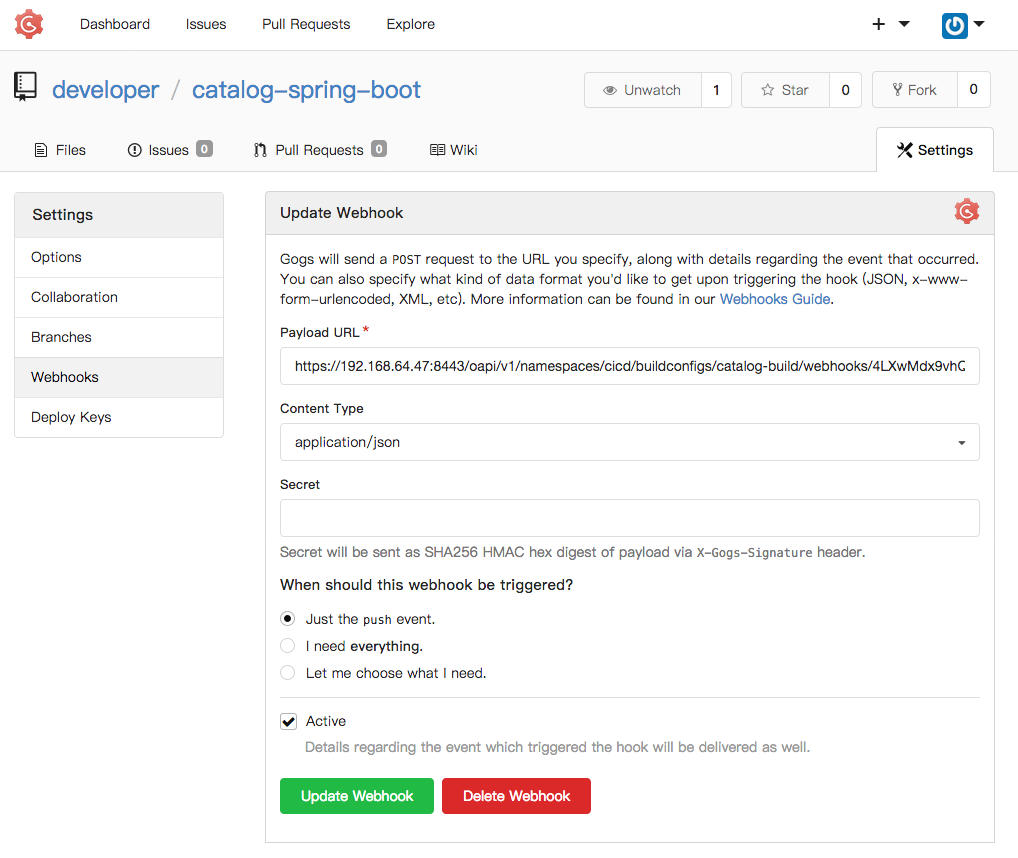 Dashboard Issues Pull Requests Explore
developer / catalog-spring-boot
Unwatch 1 Star 0 Fork 0
Files Issues 0 Pull Requests 0 Wiki Settings
Settings
Options
Collaboration
Branches
Webhooks
Deploy Keys
Update Webhook
Gogs will send a POST request to the URL you specify, along with details regarding the event that occurred.
You can also specify what kind of data format you'd like to get upon triggering the hook (JSON, x-www-
form-urlencoded, XML, etc). More information can be found in our Webhooks Guide.
Payload URL*
https://192.168.64.47:8443/oapi/v1/namespaces/cicd/buildconfigs/catalog-build/webhooks/4LXwMdx9vhQ
Content Type
application/json
Secret
Secret will be sent as SHA256 HMAC hex digest of payload via X-Gogs-Signature header.
When should this webhook be triggered?
Just the push event.
I need everything.
Let me choose what I need.
Active
Details regarding the event which triggered the hook will be delivered as well.
Update Webhook Delete Webhook